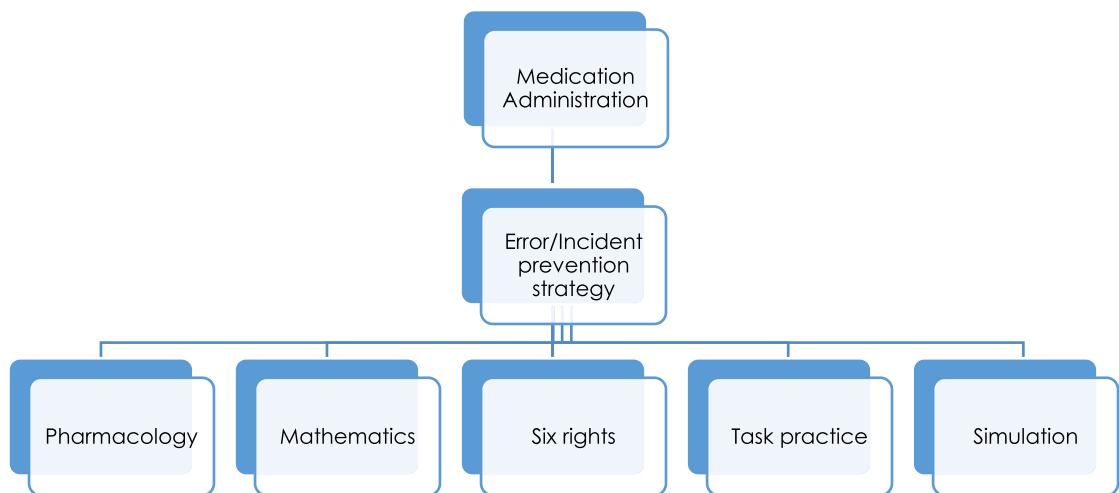 Medication
Administration
Error/Incident
prevention
strategy
Pharmacology
Mathematics
Six rights
Task practice
Simulation